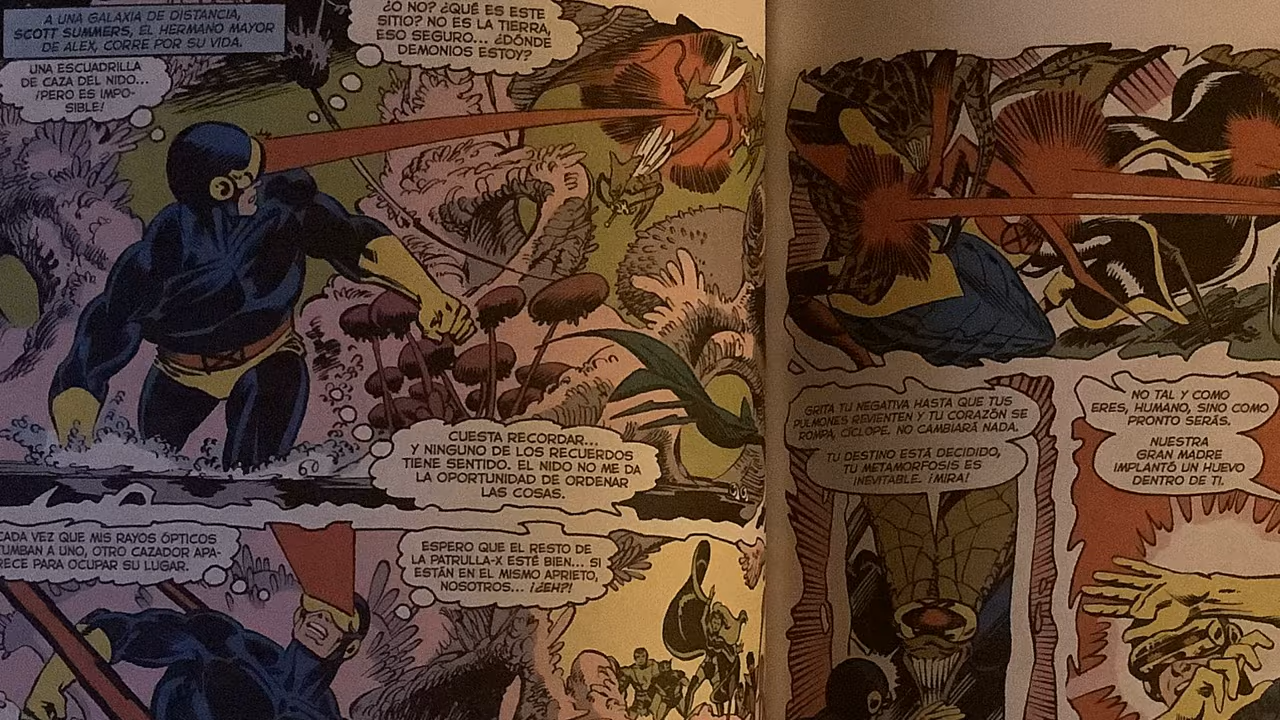 A UNA GALAXIA DE DISTANCIA,
SCOTT SUMMERS, EL HERMANO MAYOR
DE ALEX, CORRE POR SU VIDA.
¿O NO? ¿QUÉ ES ESTE
SITIO? NO ES LA TIERRA,
ESO SEGURO... ¿DÓNDE
DEMONIOS ESTOY?
UNA ESCUADRILLA
DE CAZA DEL NIDO...
¡PERO ES IMPO-
SIBLE!
CUESTA RECORDAR...
Y NINGUNO DE LOS RECUERDOS
TIENE SENTIDO. EL NIDO NO ME DA
LA OPORTUNIDAD DE ORDENAR
LAS COSAS.
CADA VEZ QUE MIS RAYOS ÓPTICOS
TUMBAN A UNO, OTRO CAZADOR APA-
RECE PARA OCUPAR SU LUGAR.
ESPERO QUE EL RESTO DE
LA PATRULLA-X ESTÉ BIEN... SI
ESTÁN EN EL MISMO APRIETO,
NOSOTROS... ¡¿EH?!
GRITA TU NEGATIVA HASTA QUE TUS
PULMONES REVIENTEN Y TU CORAZÓN SE
ROMPA, CÍCLOPE. NO CAMBIARÁ NADA.
TU DESTINO ESTÁ DECIDIDO,
TU METAMORFOSIS ES
INEVITABLE. ¡MIRA!
NO TAL Y COMO
ERES, HUMANO, SINO COMO
PRONTO SERÁS.
NUESTRA
GRAN MADRE
IMPLANTÓ UN HUEVO
DENTRO DE TI.